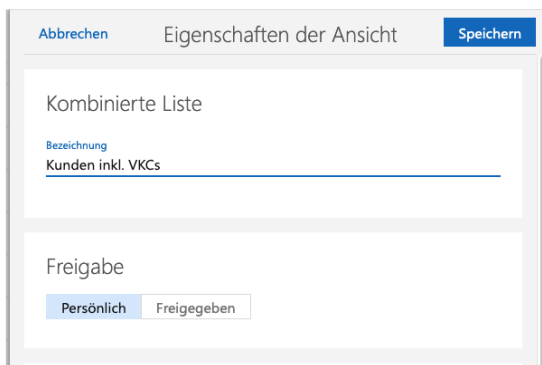 Abbrechen Eigenschaften der Ansicht Speichern
Kombinierte Liste
Bezeichnung
Kunden inkl. VKCs
Freigabe
Persönlich Freigegeben